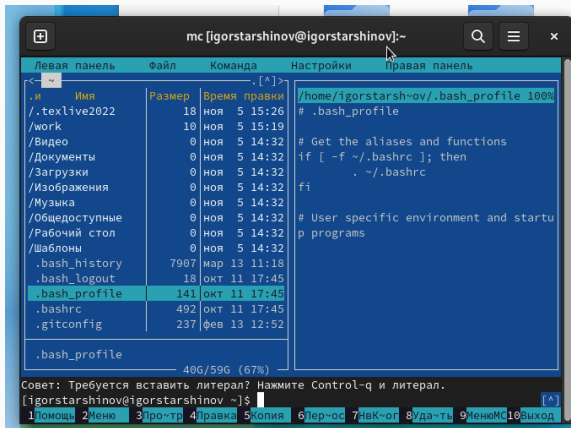 mc [igorstarshinov@igorstarshinov]:~
Левая панель Файл Команда Настройки Правая панель
<- ~ .[^]>
.и Имя Размер Время правки
/.texlive2022 18 ноя 5 15:26
/work 10 ноя 5 15:19
/Видео 0 ноя 5 14:32
/Документы 0 ноя 5 14:32
/Загрузки 0 ноя 5 14:32
/Изображения 0 ноя 5 14:32
/Музыка 0 ноя 5 14:32
/Общедоступные 0 ноя 5 14:32
/Рабочий стол 0 ноя 5 14:32
/Шаблоны 0 ноя 5 14:32
.bash_history 7907 мар 13 11:18
.bash_logout 18 окт 11 17:45
.bash_profile 141 окт 11 17:45
.bashrc 492 окт 11 17:45
.gitconfig 237 фев 13 12:52
.bash_profile
40G/59G (67%)
/home/igorstarsh~ov/.bash_profile 100%
# .bash_profile
# Get the aliases and functions
if [ -f ~/.bashrc ]; then
. ~/.bashrc
fi
# User specific environment and startu
p programs
Совет: Требуется вставить литерал? Нажмите Control-q и литерал.
[igorstarshinov@igorstarshinov ~]$ [^]
1Помощь 2Меню 3Про~тр 4Правка 5Копия 6Пер~ос 7НвК~ог 8Уда~ть 9МенюMC 10Выход